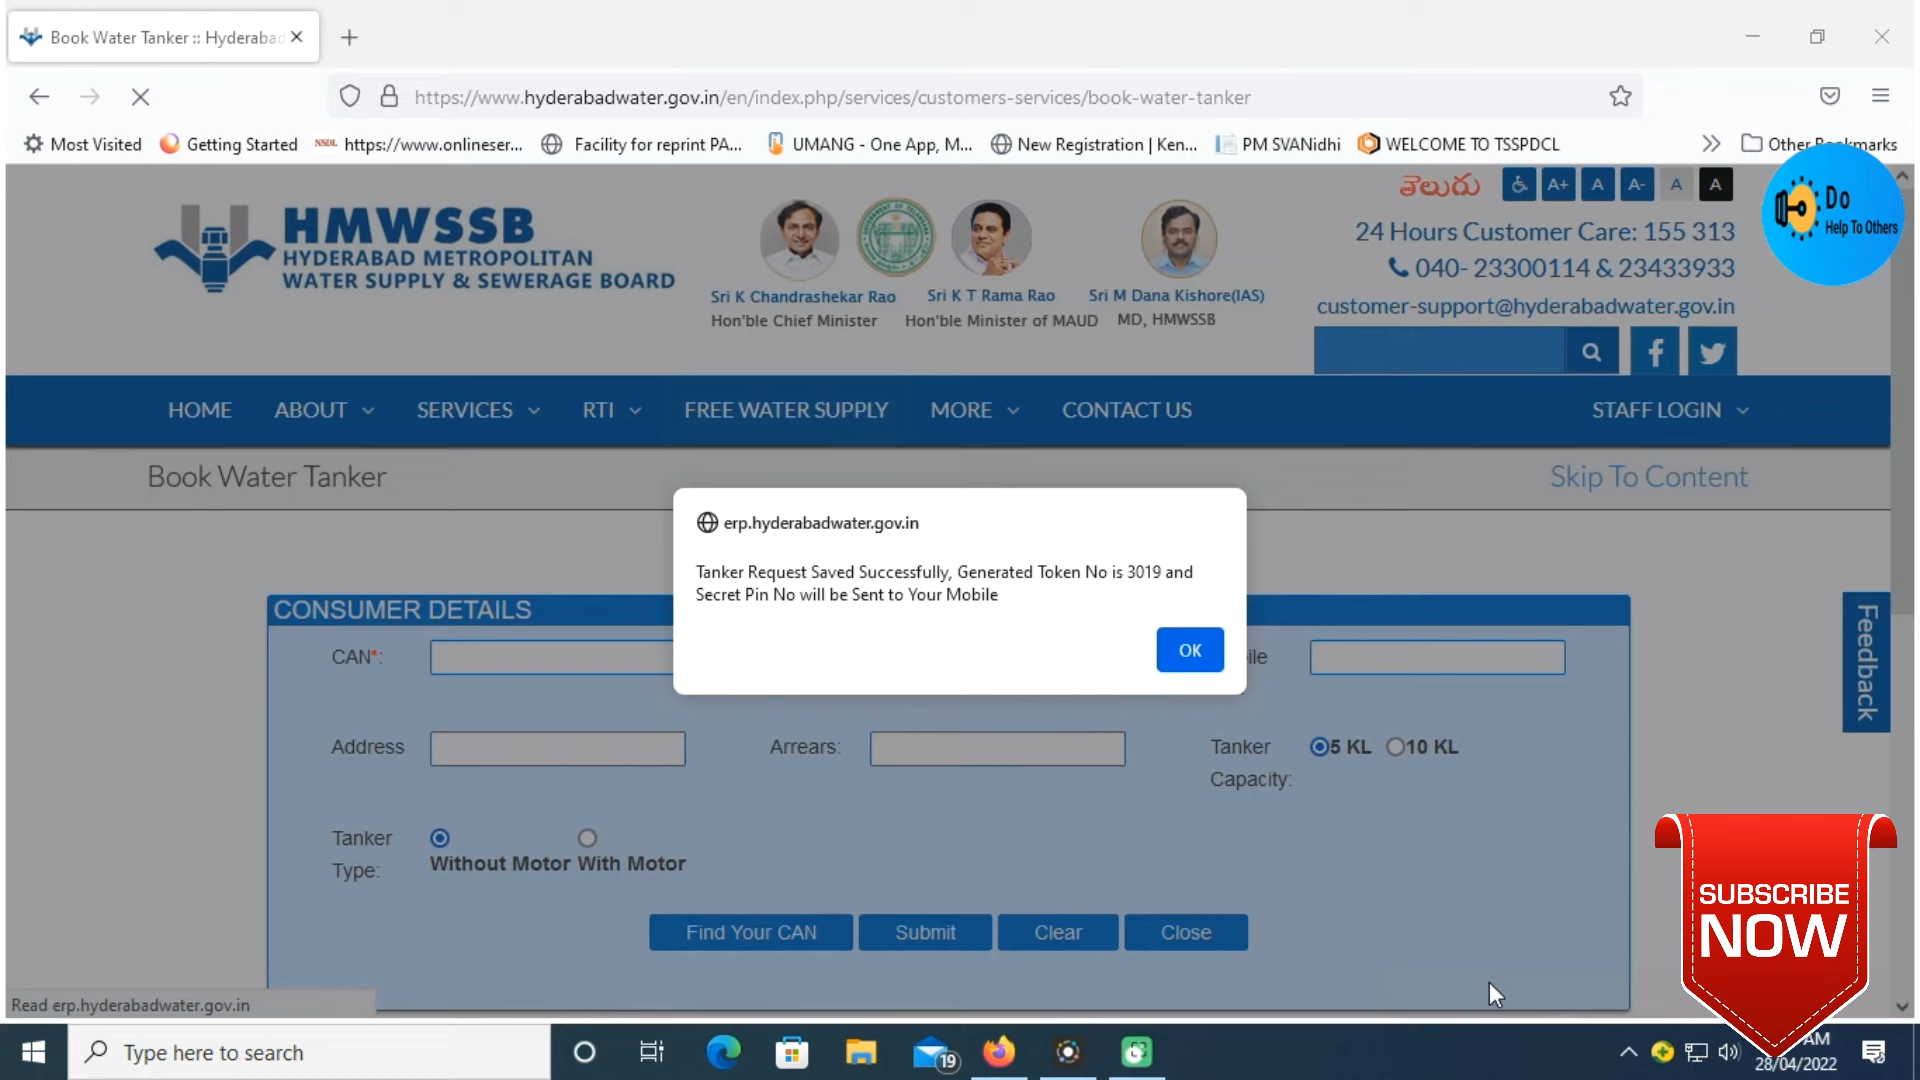 Book Water Tanker :: Hyderabad
https://www.hyderabadwater.gov.in/en/index.php/services/customers-services/book-water-tanker
Most Visited
Getting Started
NSDL https://www.onlineser...
Facility for reprint PA...
UMANG - One App, M...
New Registration | Ken...
PM SVANidhi
WELCOME TO TSSPDCL
Other Bookmarks
తెలుగు
A+ A A- A A
Do
Help To Others
HMWSSB
HYDERABAD METROPOLITAN
WATER SUPPLY & SEWERAGE BOARD
Sri K Chandrashekar Rao
Hon'ble Chief Minister
Sri K T Rama Rao
Hon'ble Minister of MAUD
Sri M Dana Kishore(IAS)
MD, HMWSSB
24 Hours Customer Care: 155 313
040- 23300114 & 23433933
customer-support@hyderabadwater.gov.in
HOME ABOUT SERVICES RTI FREE WATER SUPPLY MORE CONTACT US STAFF LOGIN
Book Water Tanker
Skip To Content
erp.hyderabadwater.gov.in
Tanker Request Saved Successfully, Generated Token No is 3019 and
Secret Pin No will be Sent to Your Mobile
OK
CONSUMER DETAILS
CAN*:
Address
Arrears:
Tanker
Capacity:
5 KL 10 KL
Tanker
Type:
Without Motor With Motor
Find Your CAN Submit Clear Close
Feedback
SUBSCRIBE
NOW
Read erp.hyderabadwater.gov.in
Type here to search
19
AM
28/04/2022